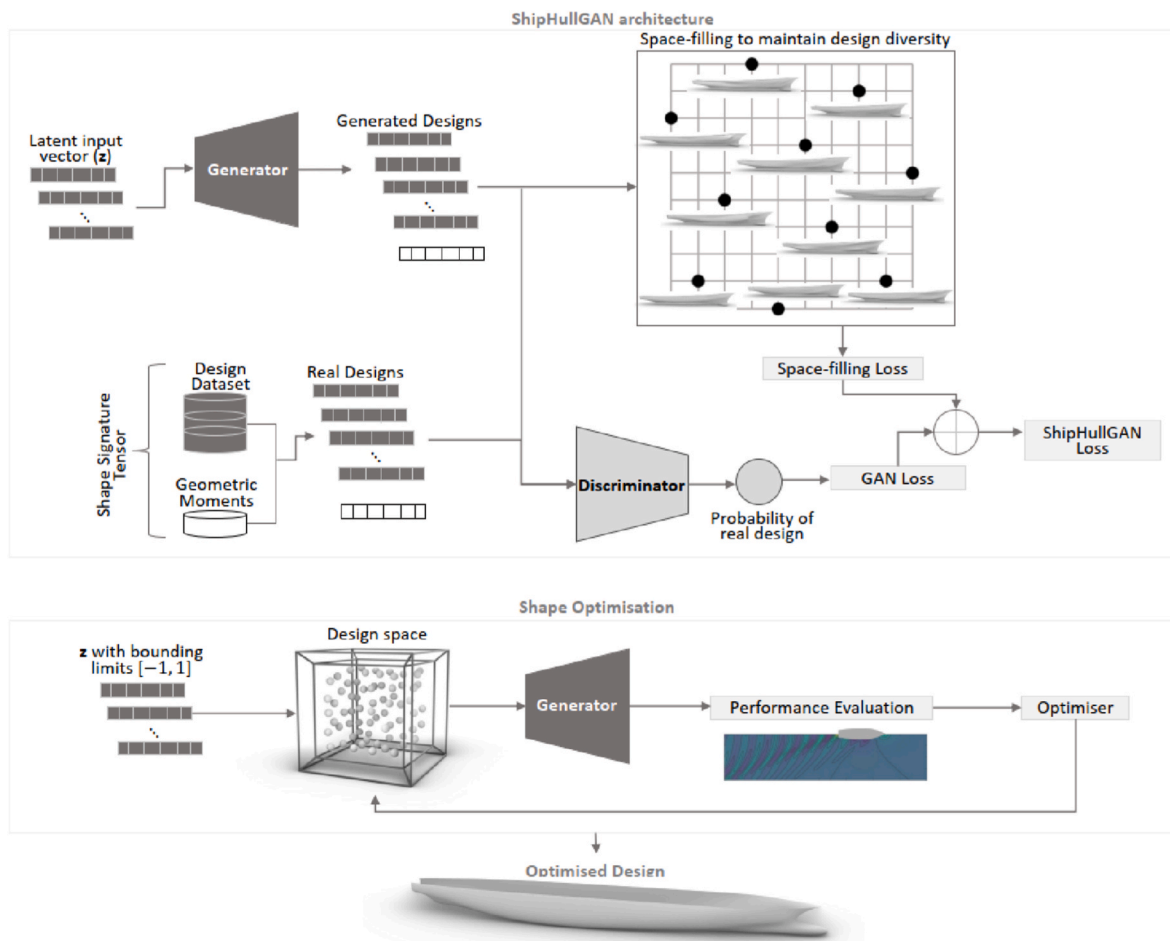 ShipHullGAN architecture
Space-filling to maintain design diversity
Latent input
vector (z)
Generator
Generated Designs
Design
Dataset
Geometric
Moments
Shape Signature
Tensor
Real Designs
Discriminator
Probability of
real design
Space-filling Loss
GAN Loss
ShipHullGAN
Loss
Shape Optimisation
z with bounding
limits [−1, 1]
Design space
Generator
Performance Evaluation
Optimiser
Optimised Design